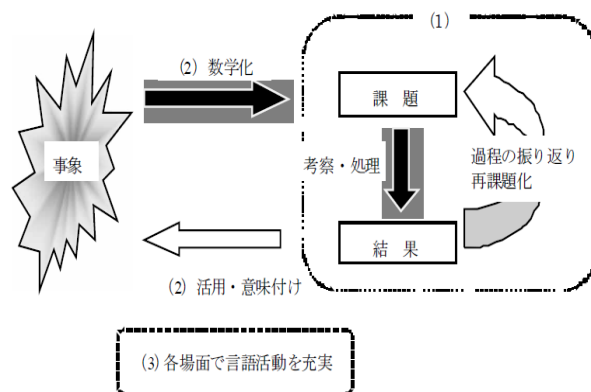 (1)
(2) 数学化
課 題
事象
考察・処理
過程の振り返り
再課題化
結 果
(2) 活用・意味付け
(3) 各場面で言語活動を充実